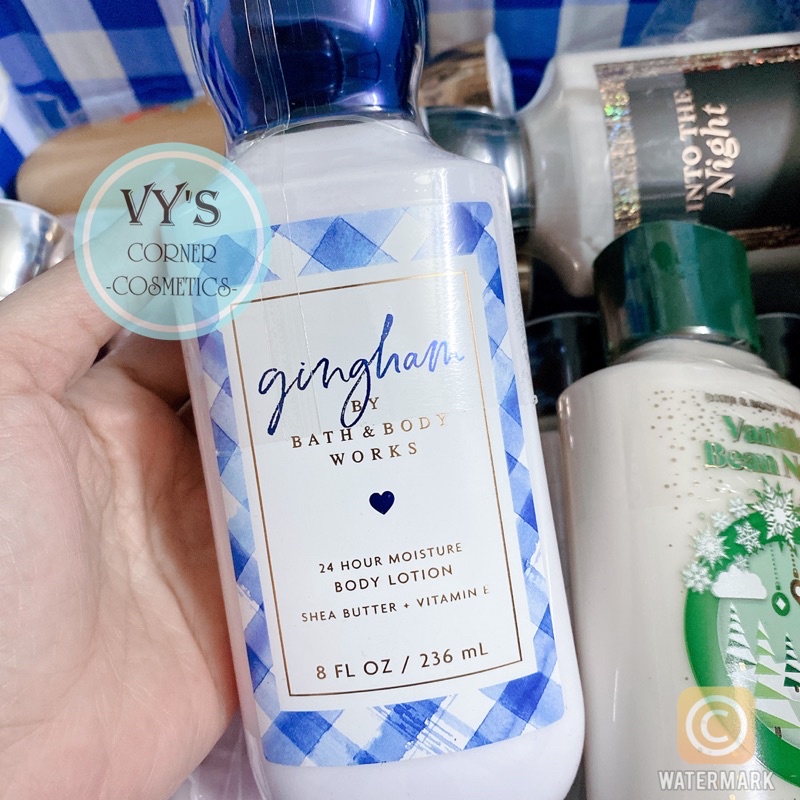 VY'S
CORNER
-COSMETICS-
gingham
BY
BATH & BODY
WORKS
24 HOUR MOISTURE
BODY LOTION
SHEA BUTTER + VITAMIN E
8 FL OZ / 236 mL
INTO THE
Night
Bean
©
WATERMARK